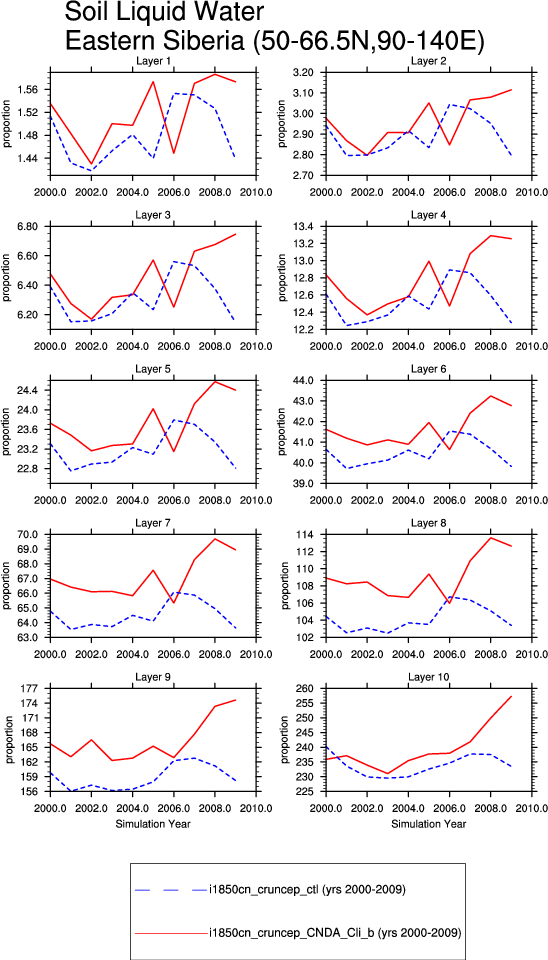 Soil Liquid Water
Eastern Siberia (50-66.5N,90-140E)
Layer 1
proportion
1.56
1.52
1.48
1.44
2000.0 2002.0 2004.0 2006.0 2008.0 2010.0
Layer 2
proportion
3.20
3.10
3.00
2.90
2.80
2.70
2000.0 2002.0 2004.0 2006.0 2008.0 2010.0
Layer 3
proportion
6.80
6.60
6.40
6.20
2000.0 2002.0 2004.0 2006.0 2008.0 2010.0
Layer 4
proportion
13.4
13.2
13.0
12.8
12.6
12.4
12.2
2000.0 2002.0 2004.0 2006.0 2008.0 2010.0
Layer 5
proportion
24.4
24.0
23.6
23.2
22.8
2000.0 2002.0 2004.0 2006.0 2008.0 2010.0
Layer 6
proportion
44.0
43.0
42.0
41.0
40.0
39.0
2000.0 2002.0 2004.0 2006.0 2008.0 2010.0
Layer 7
proportion
70.0
69.0
68.0
67.0
66.0
65.0
64.0
63.0
2000.0 2002.0 2004.0 2006.0 2008.0 2010.0
Layer 8
proportion
114
112
110
108
106
104
102
2000.0 2002.0 2004.0 2006.0 2008.0 2010.0
Layer 9
proportion
177
174
171
168
165
162
159
156
2000.0 2002.0 2004.0 2006.0 2008.0 2010.0
Simulation Year
Layer 10
proportion
260
255
250
245
240
235
230
225
2000.0 2002.0 2004.0 2006.0 2008.0 2010.0
Simulation Year
i1850cn_cruncep_ctl (yrs 2000-2009)
i1850cn_cruncep_CNDA_Cli_b (yrs 2000-2009)